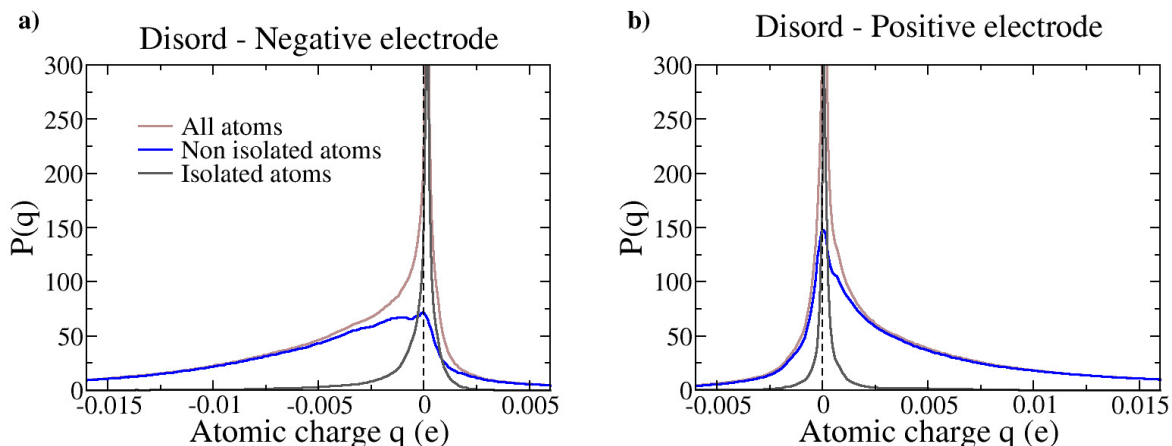 a)
Disord - Negative electrode
300
250
200
150
100
50
0
P(q)
All atoms
Non isolated atoms
Isolated atoms
-0.015 -0.01 -0.005 0 0.005
Atomic charge q (e)
b)
Disord - Positive electrode
300
250
200
150
100
50
0
P(q)
-0.005 0 0.005 0.01 0.015
Atomic charge q (e)